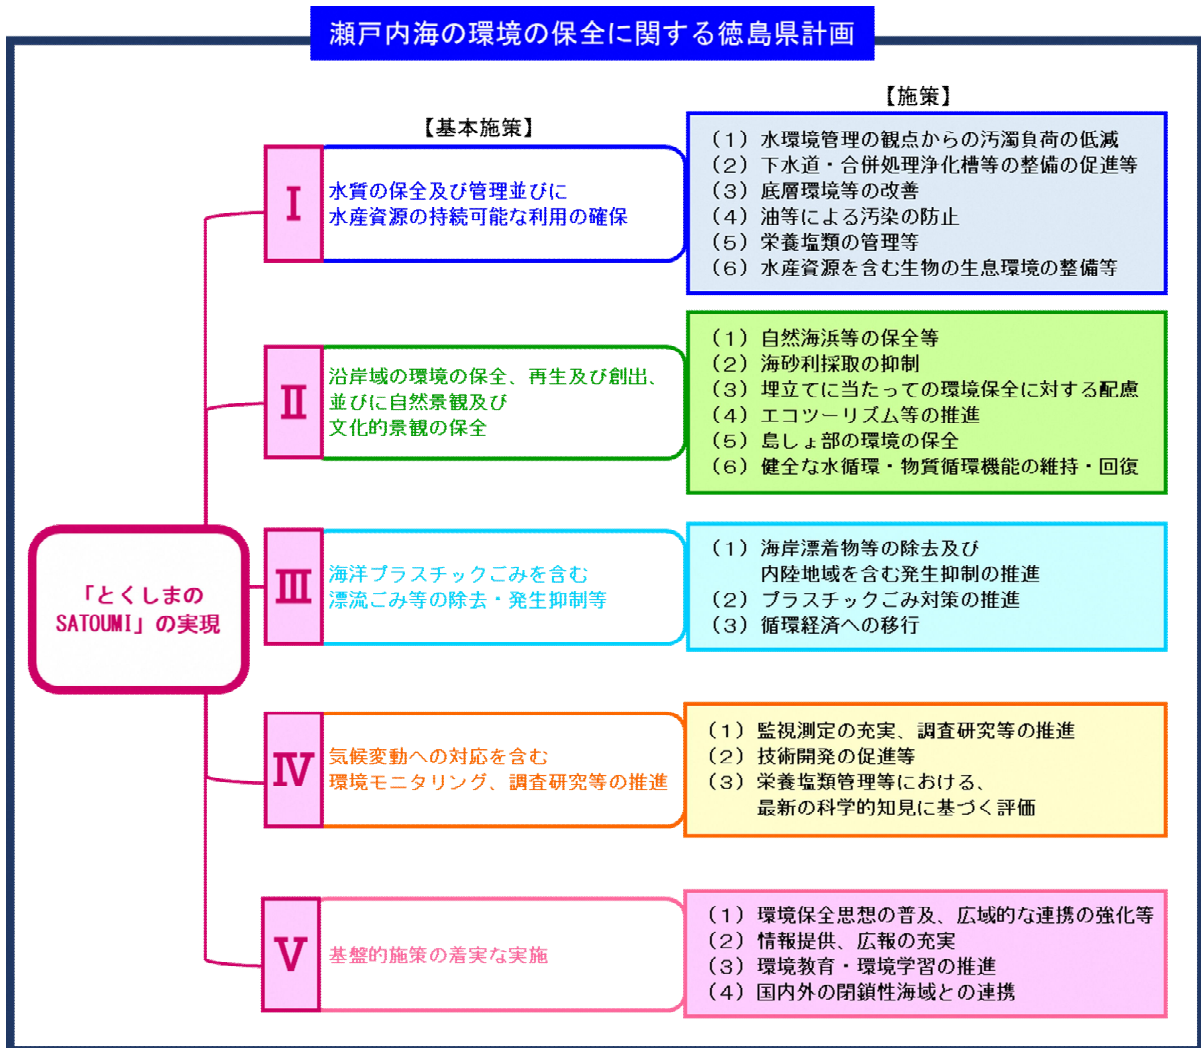 瀬戸内海の環境の保全に関する徳島県計画
【基本施策】
【施策】
「とくしまの
SATOUMI」の実現
Ⅰ
水質の保全及び管理並びに
水産資源の持続可能な利用の確保
(1) 水環境管理の観点からの汚濁負荷の低減
(2) 下水道・合併処理浄化槽等の整備の促進等
(3) 底層環境等の改善
(4) 油等による汚染の防止
(5) 栄養塩類の管理等
(6) 水産資源を含む生物の生息環境の整備等
Ⅱ
沿岸域の環境の保全、再生及び創出、
並びに自然景観及び
文化的景観の保全
(1) 自然海浜等の保全等
(2) 海砂利採取の抑制
(3) 埋立てに当たっての環境保全に対する配慮
(4) エコツーリズム等の推進
(5) 島しょ部の環境の保全
(6) 健全な水循環・物質循環機能の維持・回復
Ⅲ
海洋プラスチックごみを含む
漂流ごみ等の除去・発生抑制等
(1) 海岸漂着物等の除去及び
内陸地域を含む発生抑制の推進
(2) プラスチックごみ対策の推進
(3) 循環経済への移行
Ⅳ
気候変動への対応を含む
環境モニタリング、調査研究等の推進
(1) 監視測定の充実、調査研究等の推進
(2) 技術開発の促進等
(3) 栄養塩類管理等における、
最新の科学的知見に基づく評価
Ⅴ
基盤的施策の着実な実施
(1) 環境保全思想の普及、広域的な連携の強化等
(2) 情報提供、広報の充実
(3) 環境教育・環境学習の推進
(4) 国内外の閉鎖性海域との連携